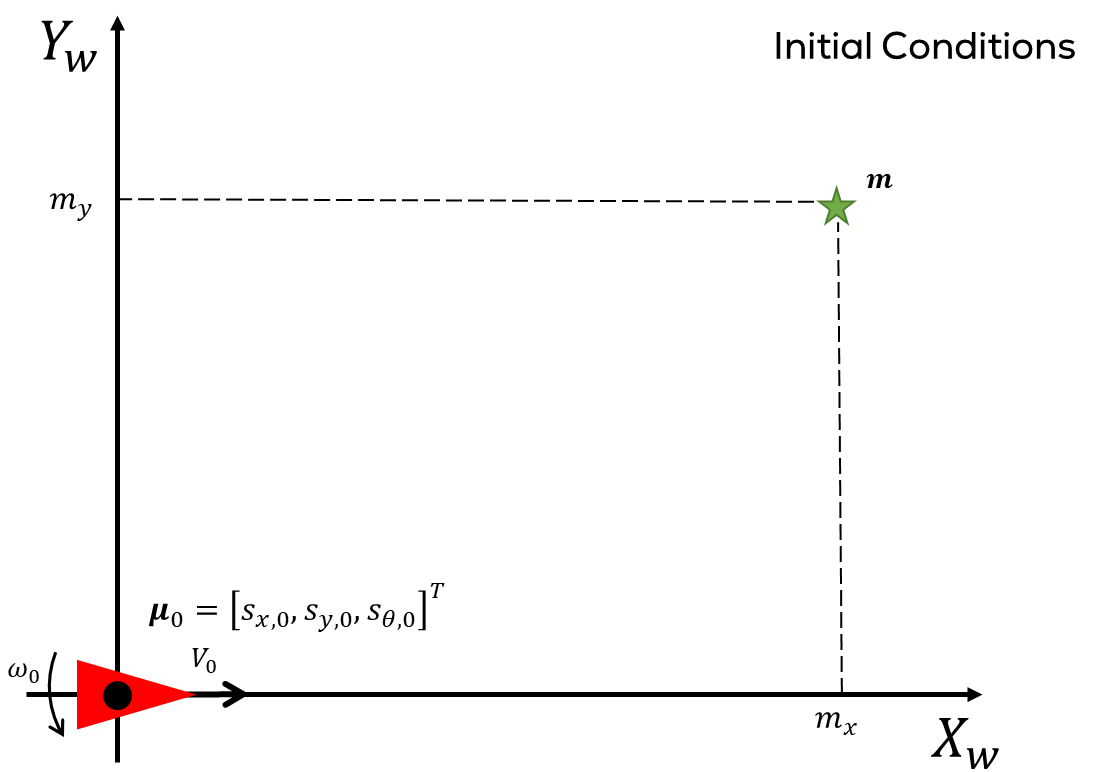 Y_w
Initial Conditions
m
m_y
μ_0 = [s_{x,0}, s_{y,0}, s_{θ,0}]^T
V_0
ω_0
m_x
X_w